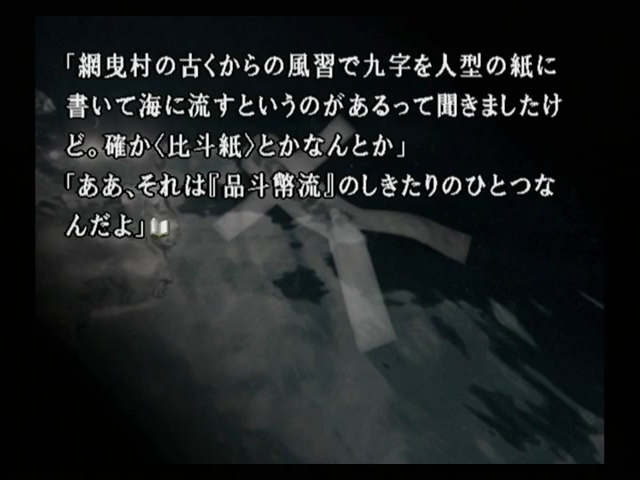 「網曳村の古くからの風習で九字を人型の紙に
書いて海に流すというのがあるって聞きましたけ
ど。確か〈比斗紙〉とかなんとか」
「ああ、それは『品斗幣流』のしきたりのひとつな
んだよ」